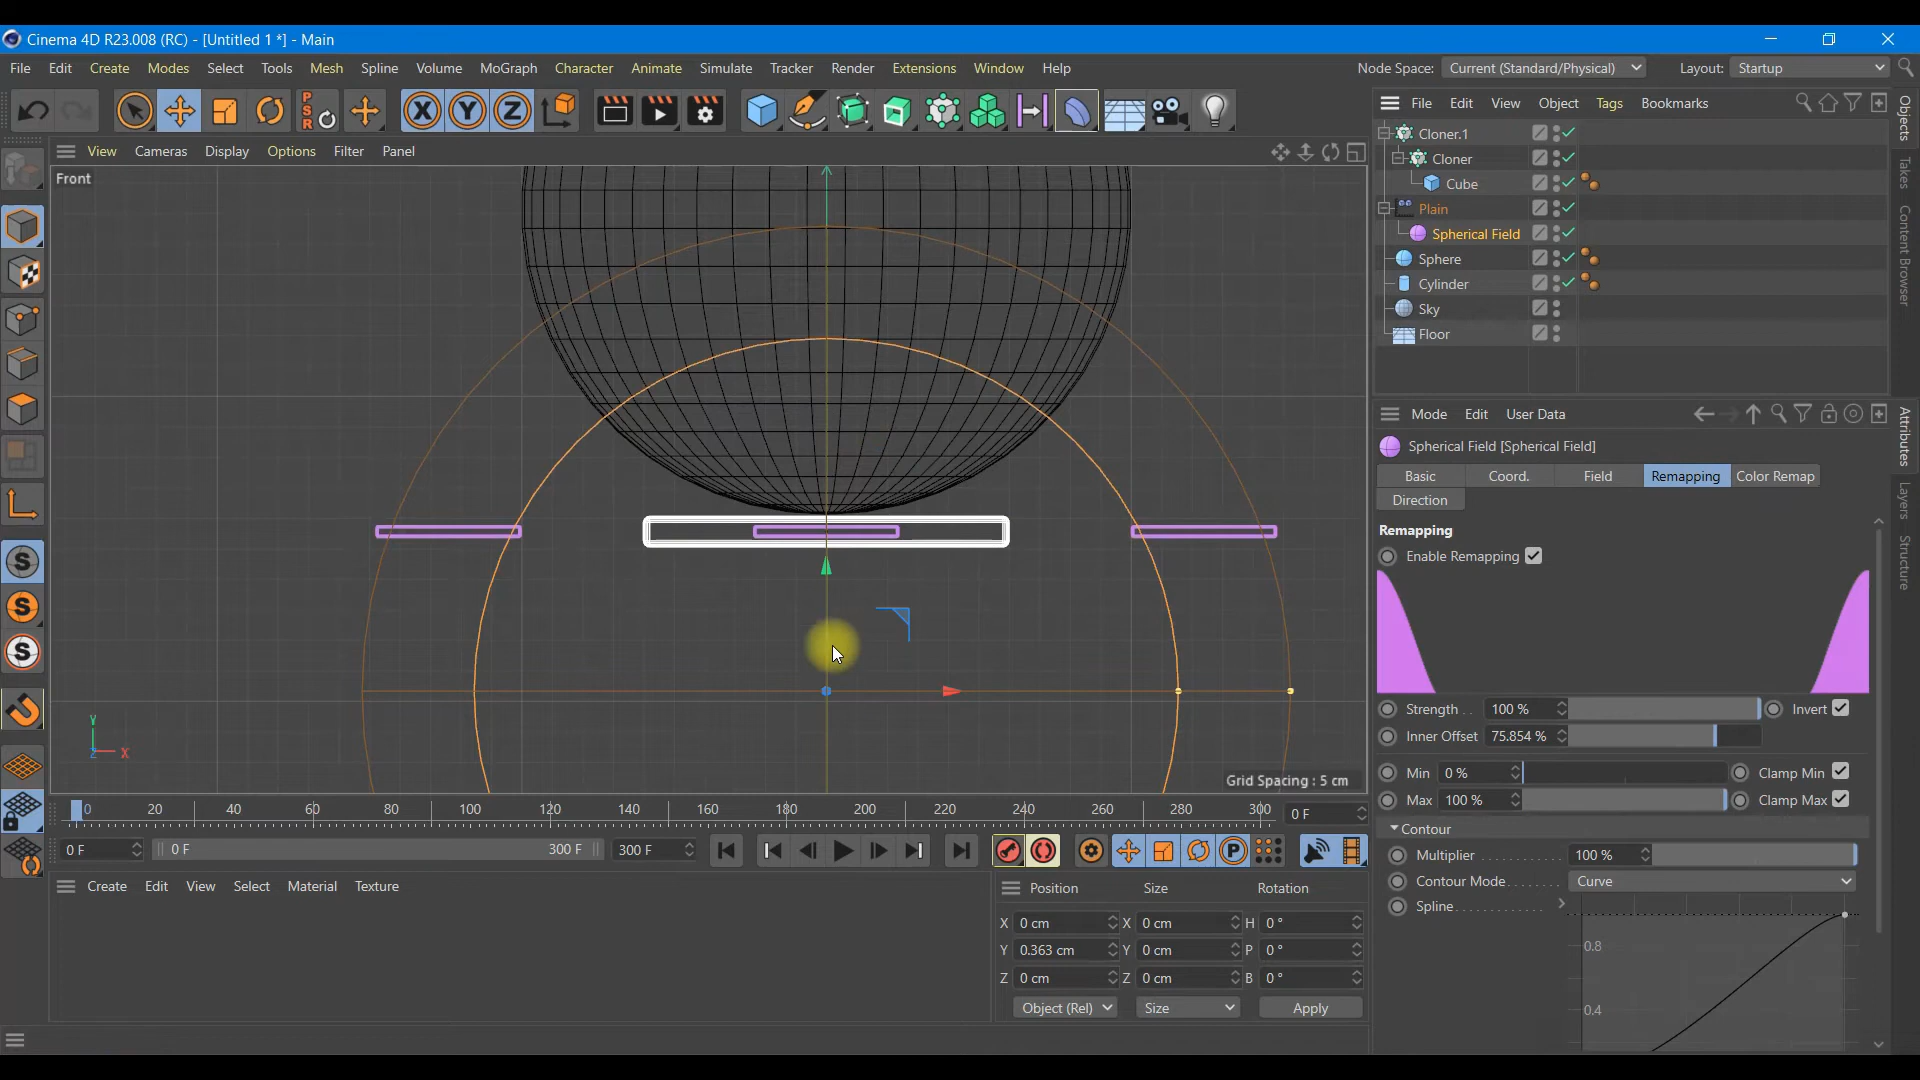 Cinema 4D R23.008 (RC) - [Untitled 1 *] - Main
File Edit Create Modes Select Tools Mesh Spline Volume MoGraph Character Animate Simulate Tracker Render Extensions Window Help
Node Space: Current (Standard/Physical) Layout: Startup
X Y Z
P S R
File Edit View Object Tags Bookmarks
View Cameras Display Options Filter Panel
Front
Cloner.1
Cloner
Cube
Plain
Spherical Field
Sphere
Cylinder
Sky
Floor
Objects
Takes
Content Browser
Mode Edit User Data
Attributes
Layers
Structure
Spherical Field [Spherical Field]
Basic Coord. Field Remapping Color Remap
Direction
Remapping
Enable Remapping
Strength . . 100 % Invert
Inner Offset 75.854 %
Min 0 % Clamp Min
Max 100 % Clamp Max
Contour
Multiplier . . . . . . . . . . . . 100 %
Contour Mode . . . . . . . Curve
Spline . . . . . . . . . . . . . . .
0.8
0.4
S
S
S
Y
Z X
Grid Spacing : 5 cm
0 20 40 60 80 100 120 140 160 180 200 220 240 260 280 300 0 F
0 F 0 F 300 F 300 F
P
Create Edit View Select Material Texture
Position Size Rotation
X 0 cm X 0 cm H 0 °
Y 0.363 cm Y 0 cm P 0 °
Z 0 cm Z 0 cm B 0 °
Object (Rel) Size Apply